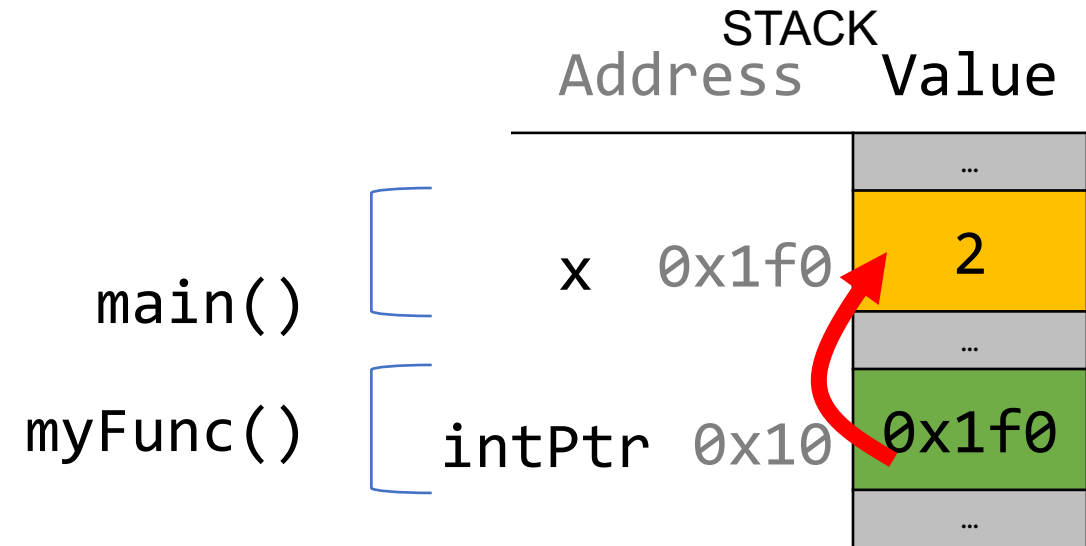 STACK
Address Value
…
main()
x 0x1f0 2
…
myFunc()
intPtr 0x10 0x1f0
…